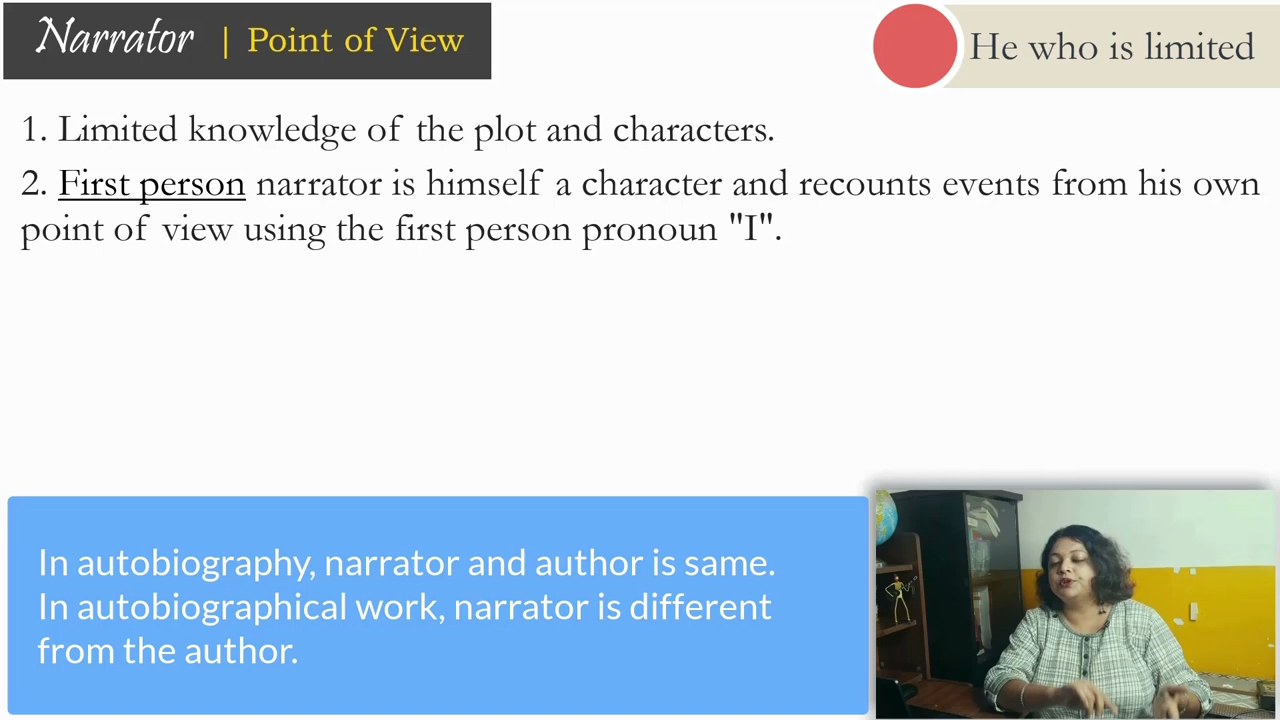 Narrator | Point of View
He who is limited
1. Limited knowledge of the plot and characters.
2. First person narrator is himself a character and recounts events from his own
point of view using the first person pronoun "I".
In autobiography, narrator and author is same.
In autobiographical work, narrator is different
from the author.